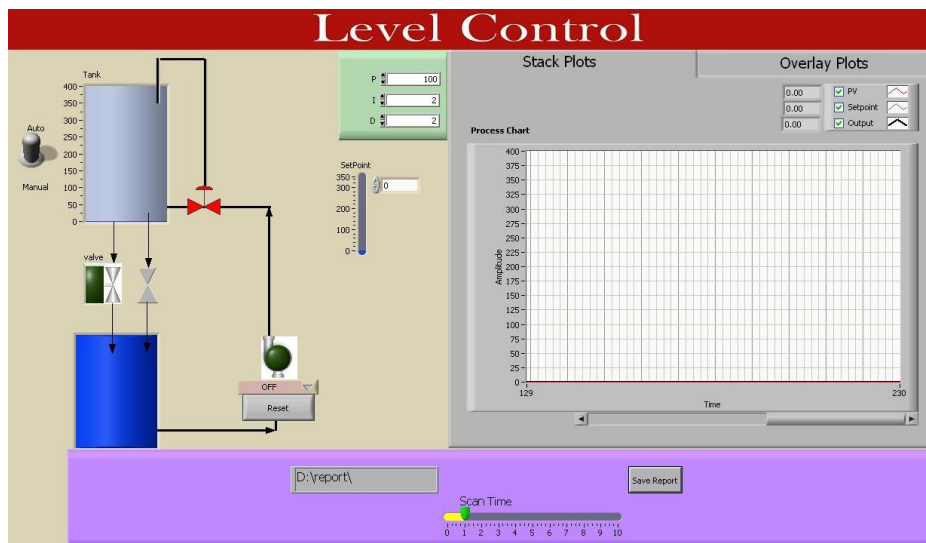 Level Control
Tank
400
350
300
250
200
150
100
50
0
Auto
Manual
valve
OFF
Reset
P 100
I 2
D 2
SetPoint
350
300
200
100
0
0
Stack Plots
Overlay Plots
0.00 PV
0.00 Setpoint
0.00 Output
Process Chart
400
375
350
325
300
275
250
225
200
175
150
125
100
75
50
25
0
Amplitude
129 230
Time
D:\report\
Save Report
Scan Time
0 1 2 3 4 5 6 7 8 9 10